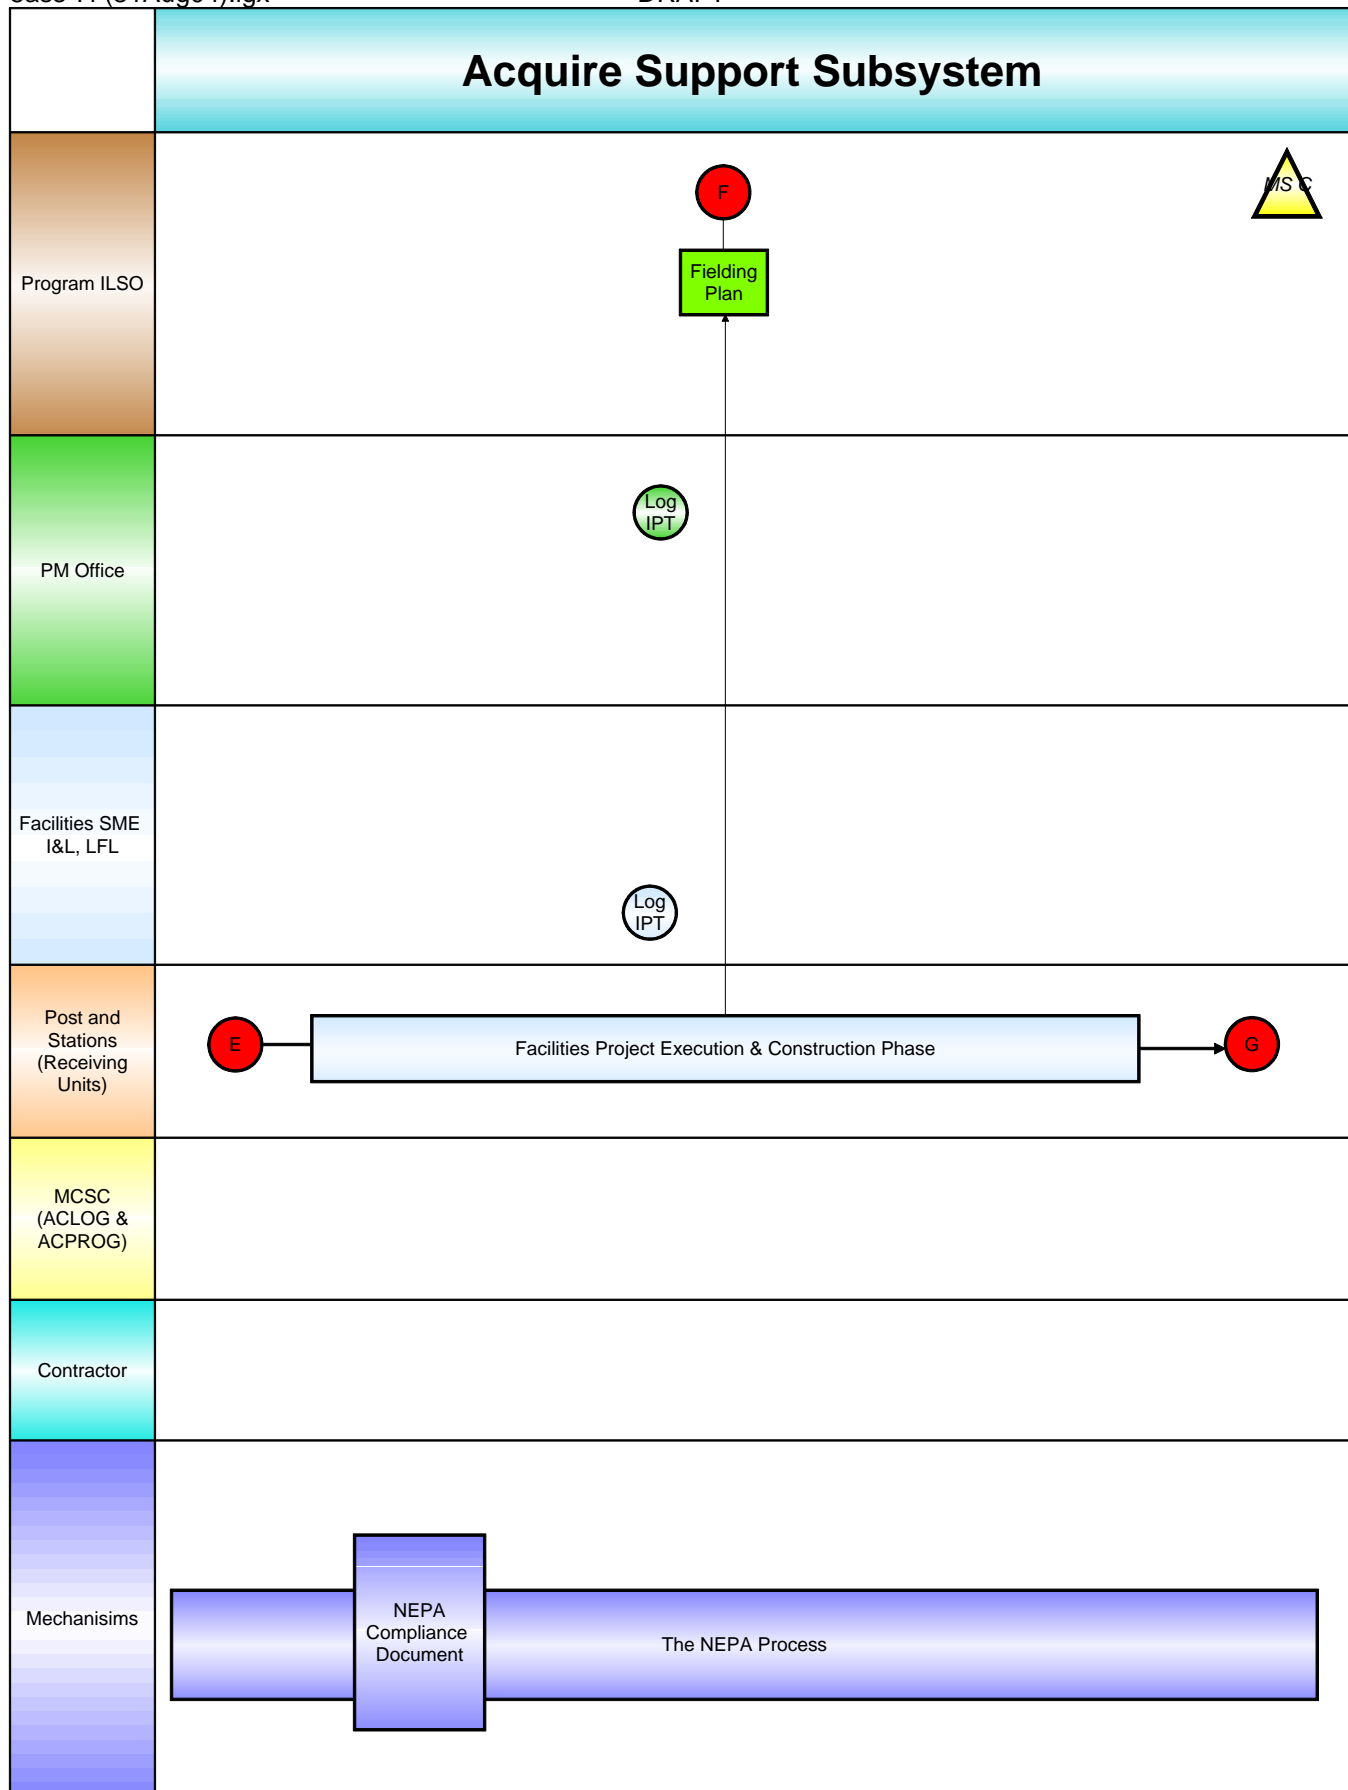 Acquire Support Subsystem
Program ILSO
F
MS C
Fielding
Plan
PM Office
Log
IPT
Facilities SME
I&L, LFL
Log
IPT
Post and
Stations
(Receiving
Units)
E
Facilities Project Execution & Construction Phase
G
MCSC
(ACLOG &
ACPROG)
Contractor
Mechanisims
NEPA
Compliance
Document
The NEPA Process